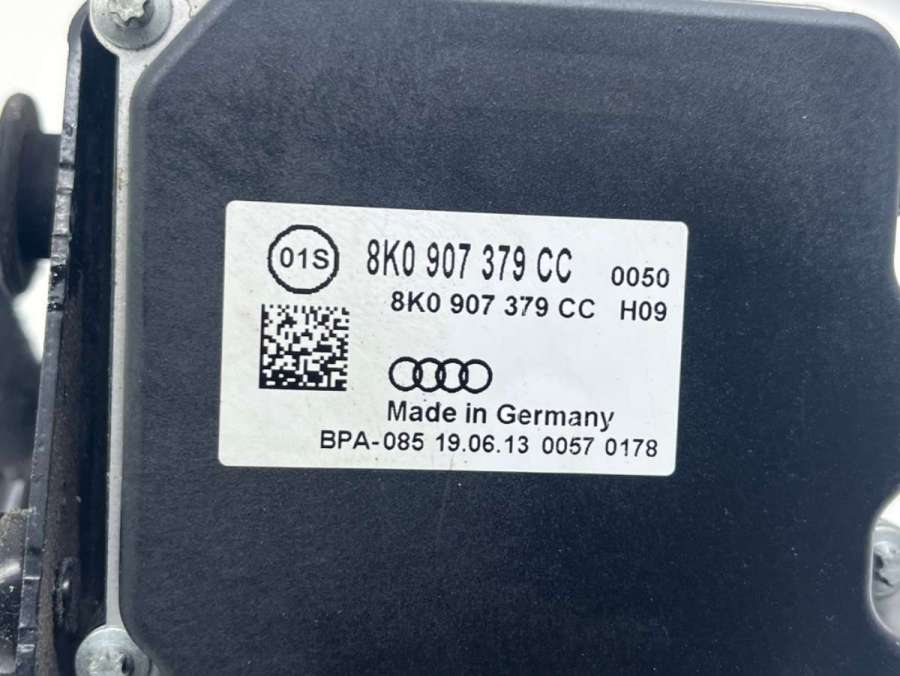 01S 8K0 907 379 CC 0050
8K0 907 379 CC H09
Made in Germany
BPA-085 19.06.13 0057 0178